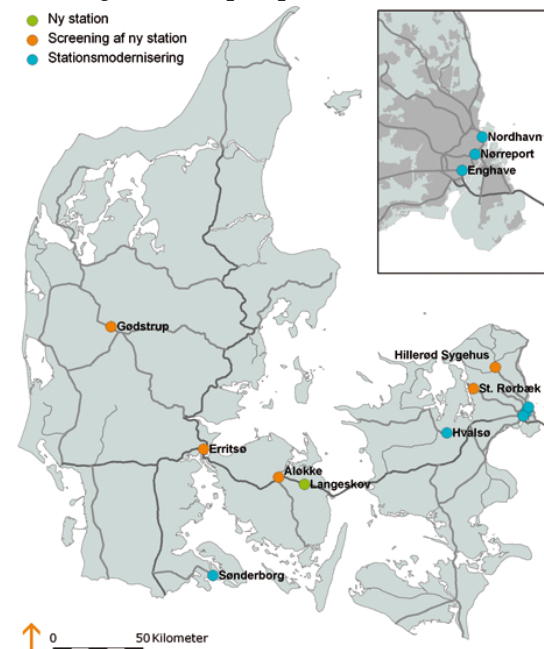 Ny station
Screening af ny station
Stationsmodernisering
Nordhavn
Nørreport
Enghave
Gødstrup
Hillerød Sygehus
St. Rørbæk
Hvalsø
Erritsø
Aløkke
Langeskov
Sønderborg
0 50 Kilometer